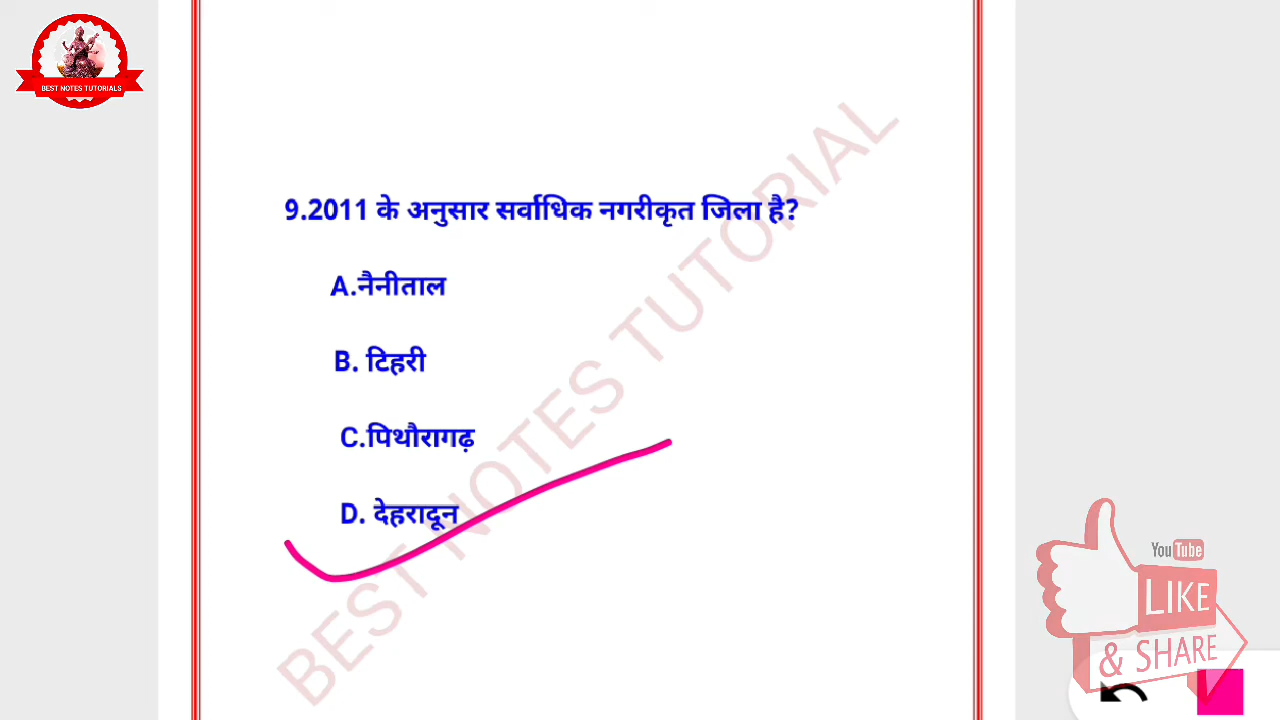 BEST NOTES TUTORIALS
9.2011 के अनुसार सर्वाधिक नगरीकृत जिला है?
A.नैनीताल
B. टिहरी
C.पिथौरागढ़
D. देहरादून
BEST NOTES TUTORIAL
YouTube
LIKE
& SHARE